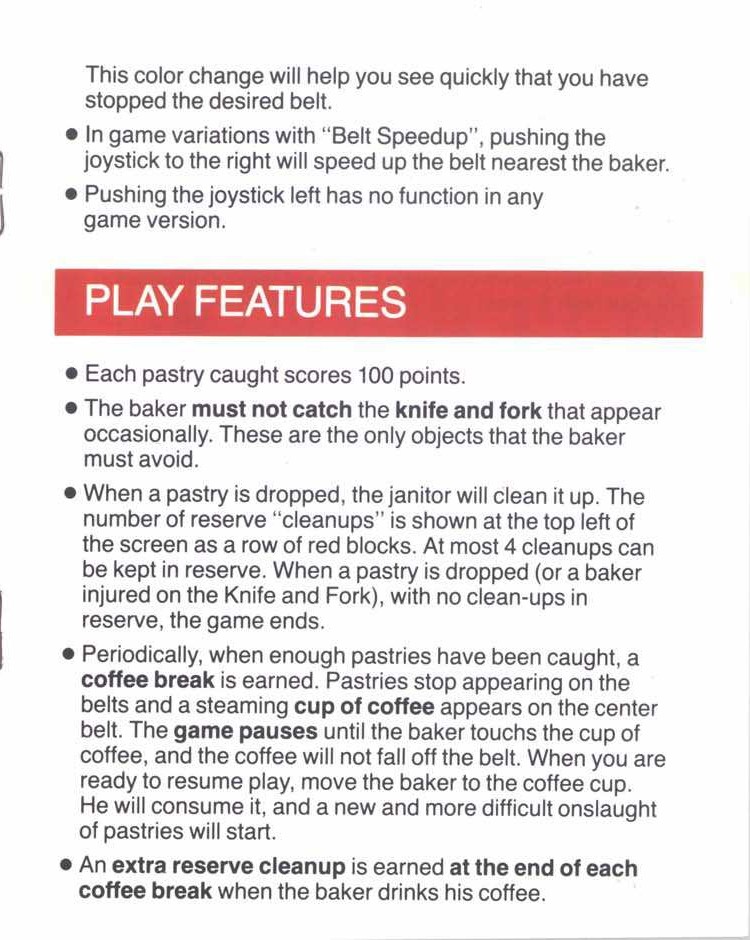 This color change will help you see quickly that you have
stopped the desired belt.
● In game variations with “Belt Speedup”, pushing the
joystick to the right will speed up the belt nearest the baker.
● Pushing the joystick left has no function in any
game version.
PLAY FEATURES
● Each pastry caught scores 100 points.
● The baker must not catch the knife and fork that appear
occasionally. These are the only objects that the baker
must avoid.
● When a pastry is dropped, the janitor will clean it up. The
number of reserve “cleanups” is shown at the top left of
the screen as a row of red blocks. At most 4 cleanups can
be kept in reserve. When a pastry is dropped (or a baker
injured on the Knife and Fork), with no clean-ups in
reserve, the game ends.
● Periodically, when enough pastries have been caught, a
coffee break is earned. Pastries stop appearing on the
belts and a steaming cup of coffee appears on the center
belt. The game pauses until the baker touchs the cup of
coffee, and the coffee will not fall off the belt. When you are
ready to resume play, move the baker to the coffee cup.
He will consume it, and a new and more difficult onslaught
of pastries will start.
● An extra reserve cleanup is earned at the end of each
coffee break when the baker drinks his coffee.